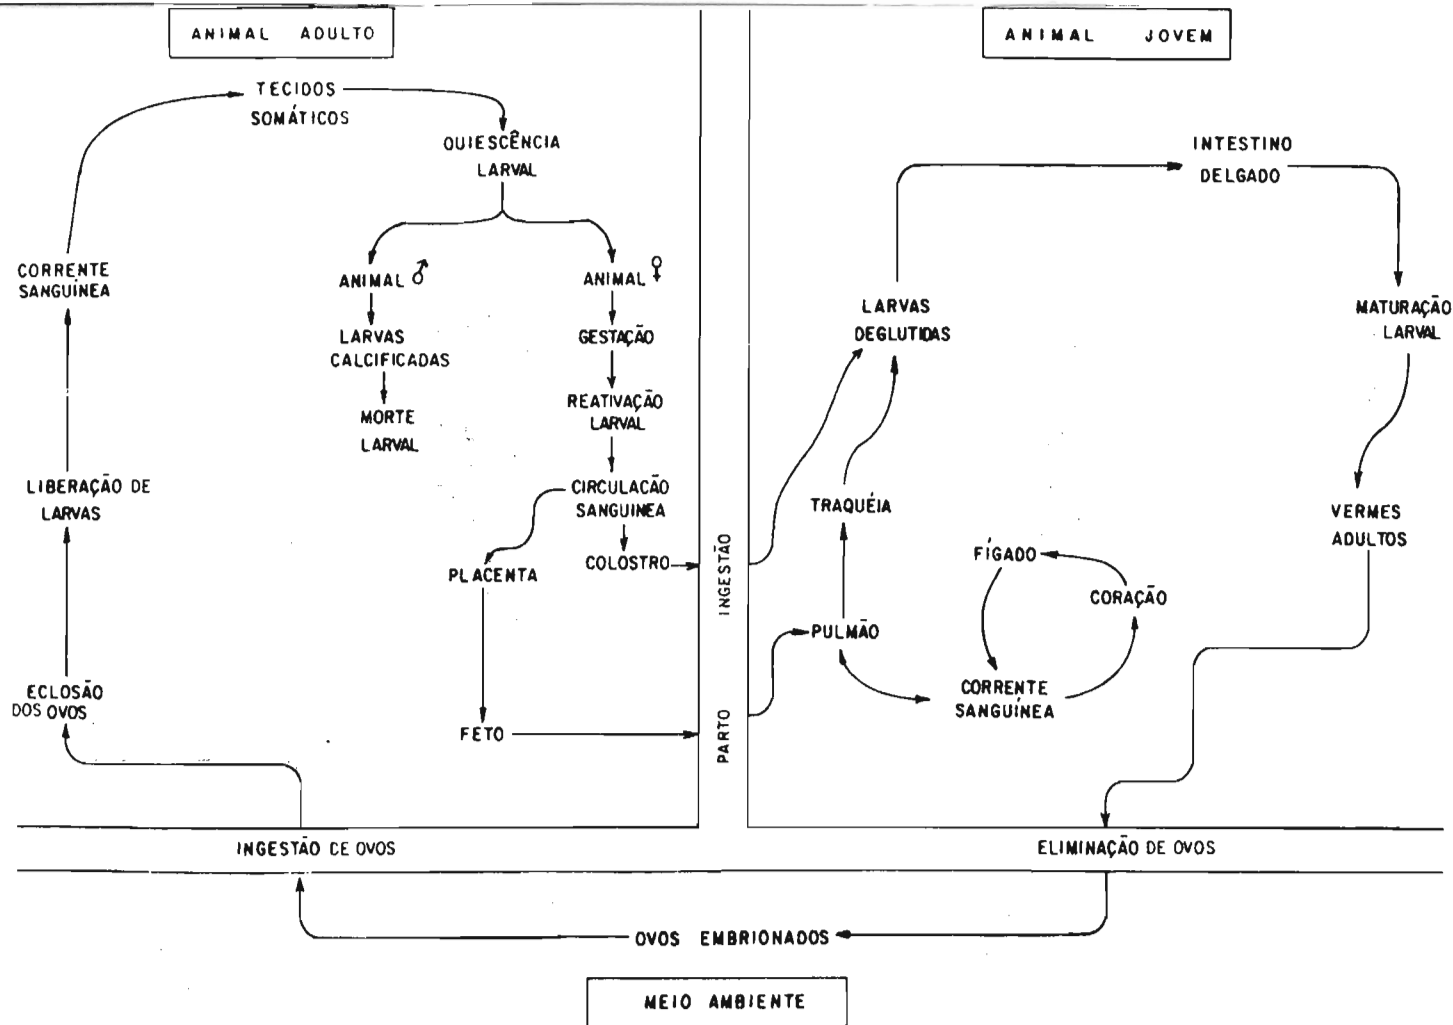 ANIMAL ADULTO
TECIDOS
SOMÁTICOS
QUIESCÊNCIA
LARVAL
CORRENTE
SANGUÍNEA
ANIMAL ♂
ANIMAL ♀
LARVAS
CALCIFICADAS
GESTAÇÃO
MORTE
LARVAL
REATIVAÇÃO
LARVAL
LIBERAÇÃO DE
LARVAS
CIRCULACÃO
SANGUINEA
PLACENTA
COLOSTRO
ECLOSÃO
DOS OVOS
FETO
INGESTÃO
PARTO
ANIMAL JOVEM
INTESTINO
DELGADO
LARVAS
DEGLUTIDAS
MATURAÇÃO
LARVAL
TRAQUÉIA
VERMES
ADULTOS
FÍGADO
CORAÇÃO
PULMÃO
CORRENTE
SANGUÍNEA
INGESTÃO DE OVOS
ELIMINAÇÃO DE OVOS
OVOS EMBRIONADOS
MEIO AMBIENTE